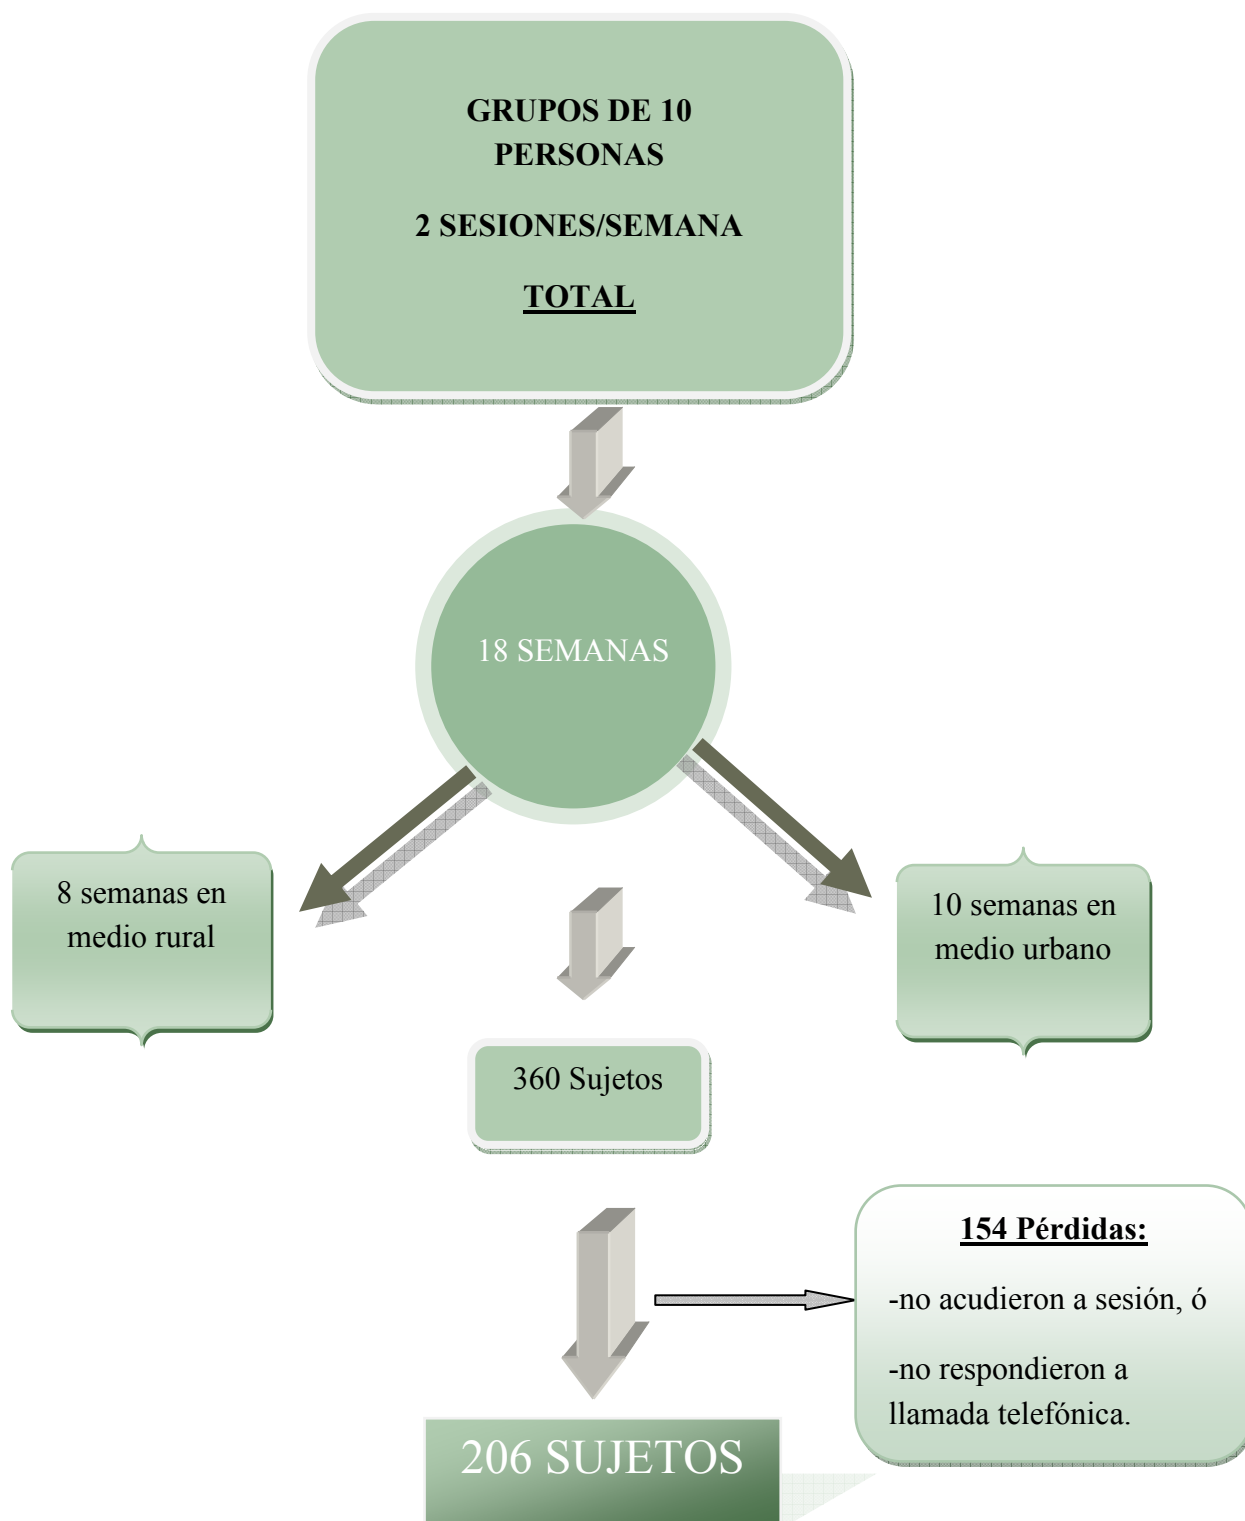 GRUPOS DE 10
PERSONAS
2 SESIONES/SEMANA
TOTAL
18 SEMANAS
8 semanas en
medio rural
10 semanas en
medio urbano
360 Sujetos
154 Pérdidas:
-no acudieron a sesión, ó
-no respondieron a
llamada telefónica.
206 SUJETOS